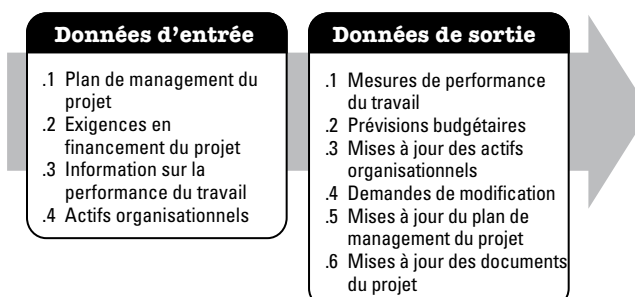 Données d'entrée
.1 Plan de management du
projet
.2 Exigences en
financement du projet
.3 Information sur la
performance du travail
.4 Actifs organisationnels
Données de sortie
.1 Mesures de performance
du travail
.2 Prévisions budgétaires
.3 Mises à jour des actifs
organisationnels
.4 Demandes de modification
.5 Mises à jour du plan de
management du projet
.6 Mises à jour des documents
du projet